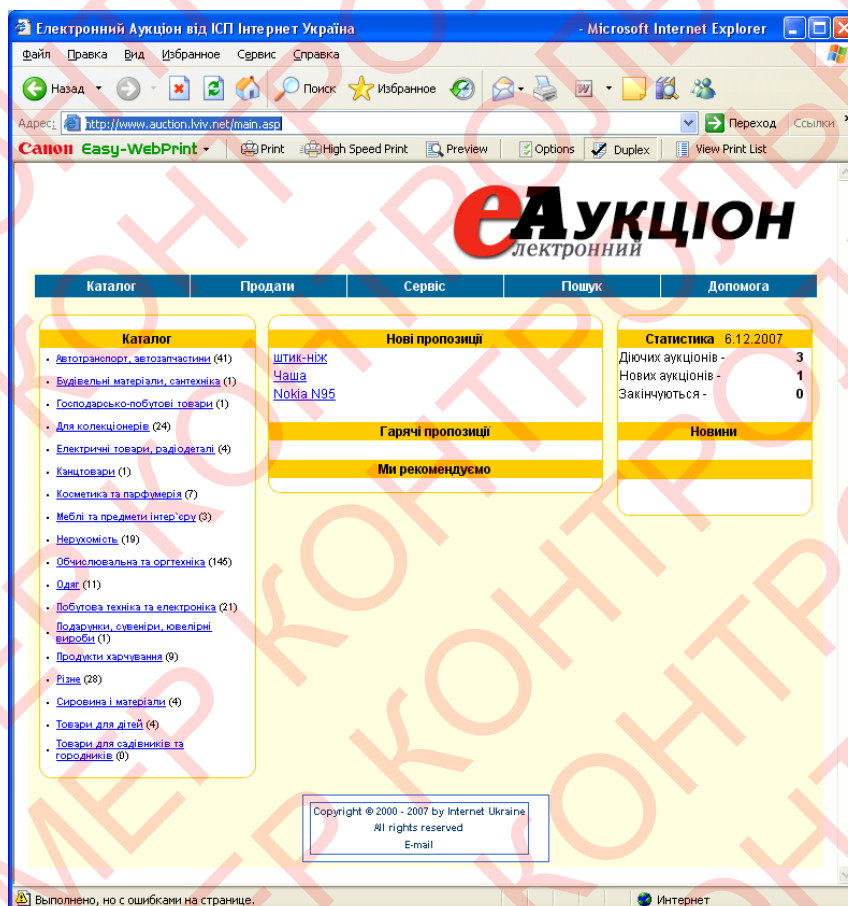 Електронний Аукціон від ІСП Інтернет Україна - Microsoft Internet Explorer
Файл Правка Вид Избранное Сервис Справка
Назад Поиск Избранное
Адрес: http://www.auction.lviv.net/main.asp Переход Ссылки »
Canon Easy-WebPrint Print High Speed Print Preview Options Duplex View Print List
еАукціон
лектронний
Каталог Продати Сервіс Пошук Допомога
Каталог
Автотранспорт, автозапчастини (41)
Будівельні матеріали, сантехніка (1)
Господарсько-побутові товари (1)
Для колекціонерів (24)
Електричні товари, радіодеталі (4)
Канцтовари (1)
Косметика та парфумерія (7)
Меблі та предмети інтер`єру (3)
Нерухомість (19)
Обчислювальна та оргтехніка (145)
Одяг (11)
Побутова техніка та електроніка (21)
Подарунки, сувеніри, ювелірні
вироби (1)
Продукти харчування (9)
Різне (28)
Сировина і матеріали (4)
Товари для дітей (4)
Товари для садівників та
городників (0)
Нові пропозиції
штик-ніж
Чаша
Nokia N95
Гарячі пропозиції
Ми рекомендуємо
Статистика 6.12.2007
Діючих аукціонів - 3
Нових аукціонів - 1
Закінчуються - 0
Новини
Copyright © 2000 - 2007 by Internet Ukraine
All rights reserved
E-mail
Выполнено, но с ошибками на странице. Интернет